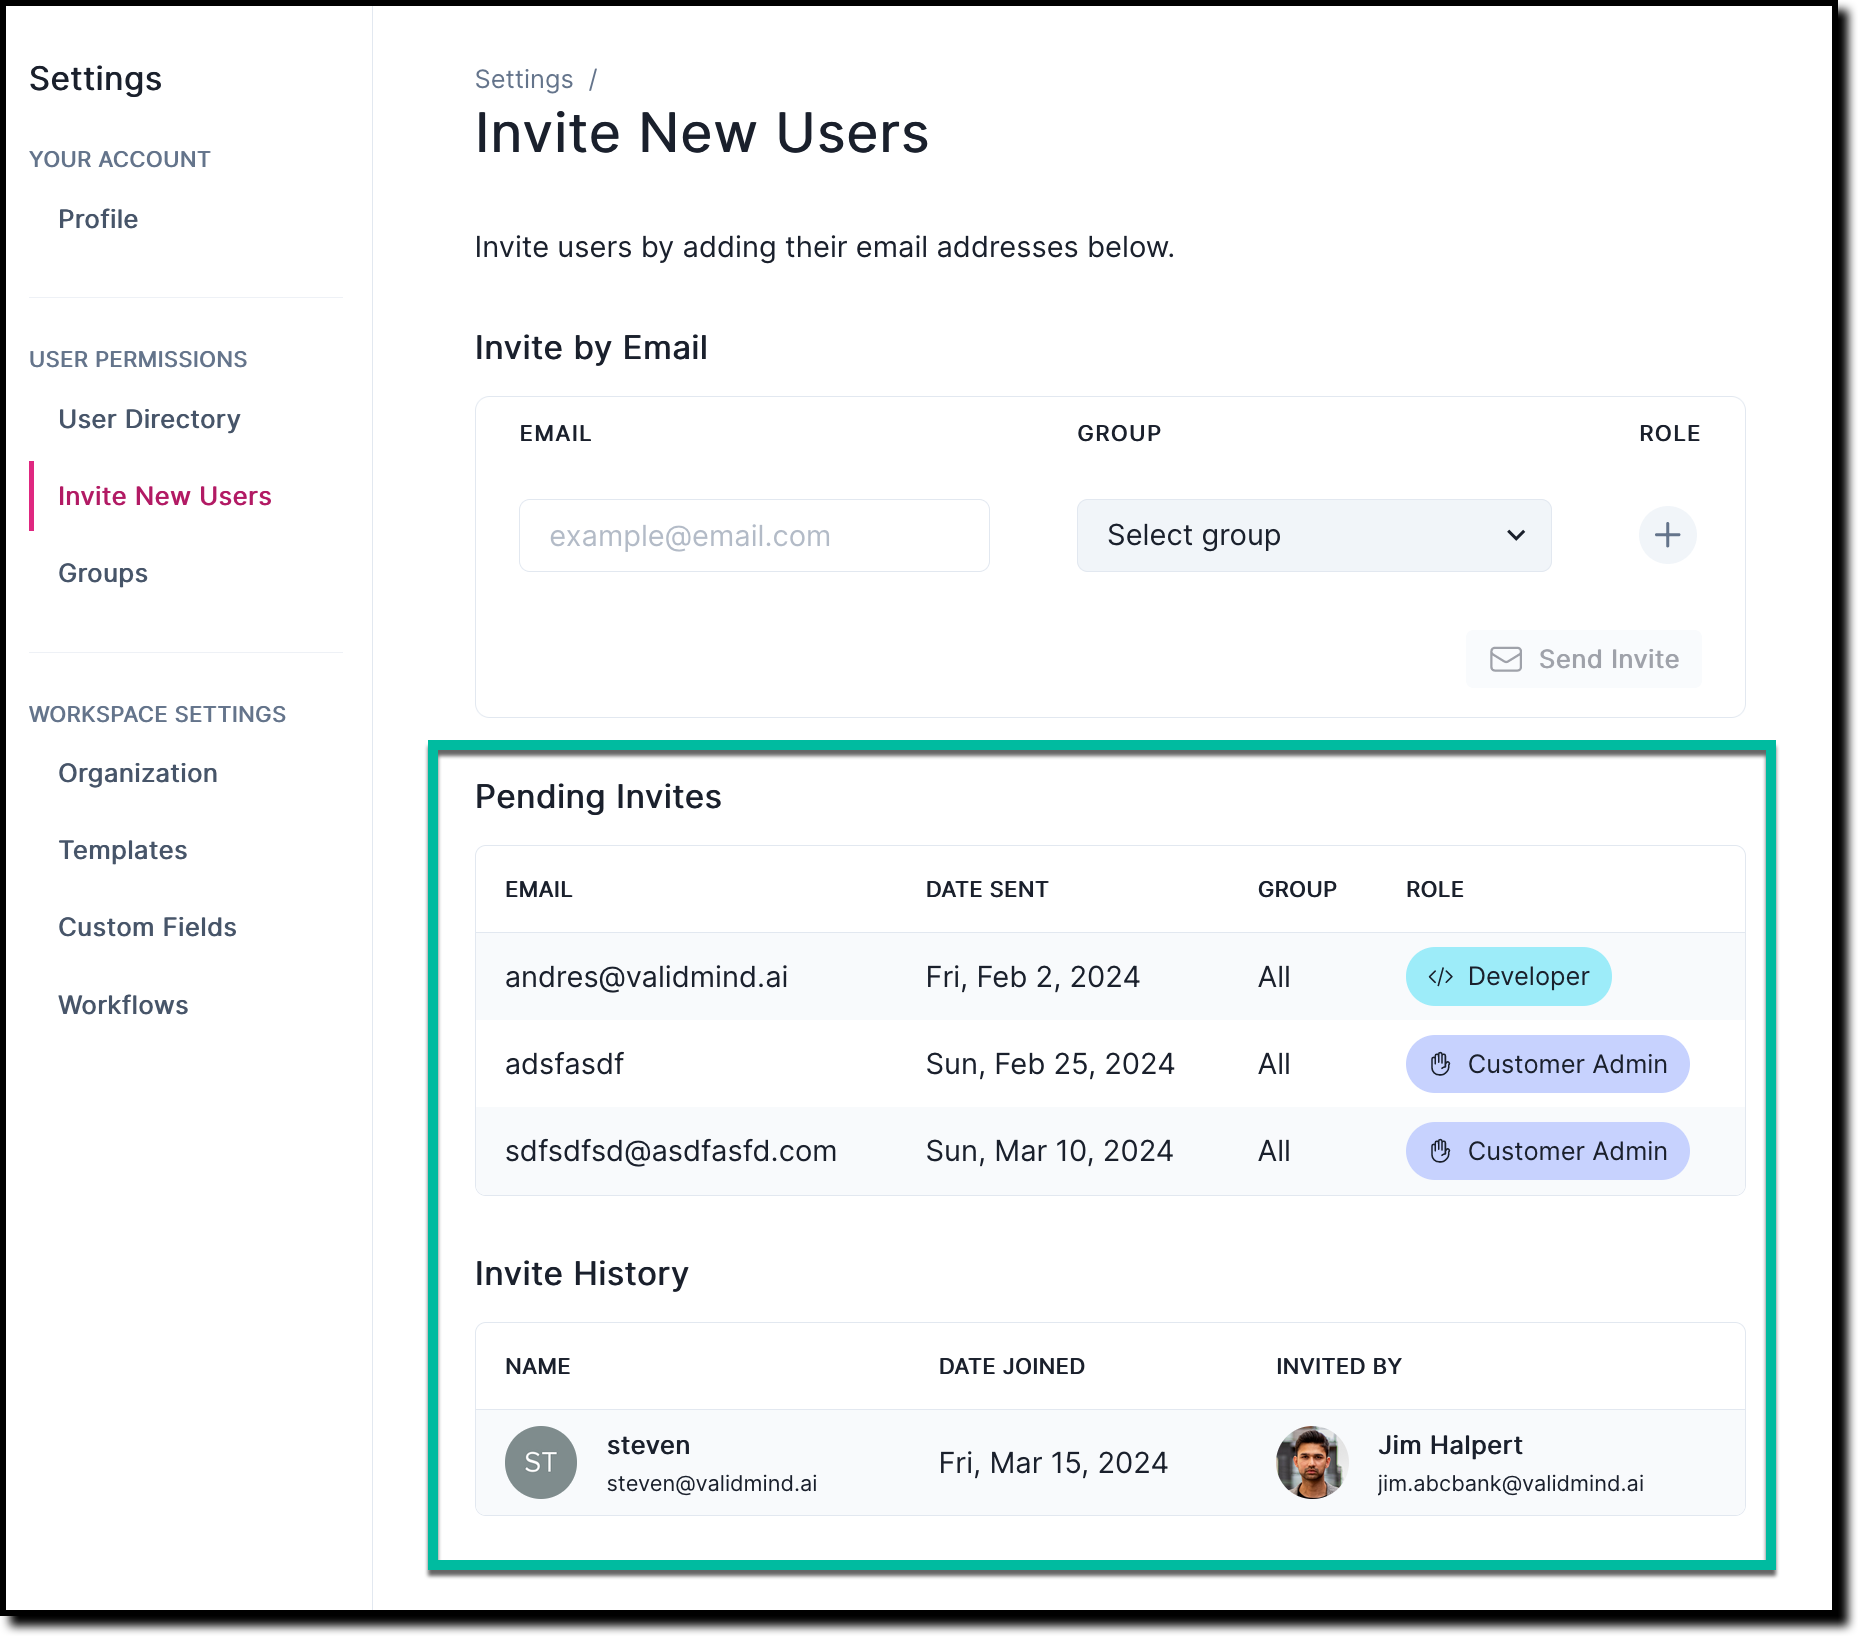 Settings
YOUR ACCOUNT
Profile
USER PERMISSIONS
User Directory
Invite New Users
Groups
WORKSPACE SETTINGS
Organization
Templates
Custom Fields
Workflows
Settings /
Invite New Users
Invite users by adding their email addresses below.
Invite by Email
EMAIL GROUP ROLE
example@email.com Select group
Send Invite
Pending Invites
EMAIL DATE SENT GROUP ROLE
andres@validmind.ai Fri, Feb 2, 2024 All </> Developer
adsfasdf Sun, Feb 25, 2024 All Customer Admin
sdfsdfsd@asdfasfd.com Sun, Mar 10, 2024 All Customer Admin
Invite History
NAME DATE JOINED INVITED BY
ST steven Fri, Mar 15, 2024 Jim Halpert
steven@validmind.ai jim.abcbank@validmind.ai